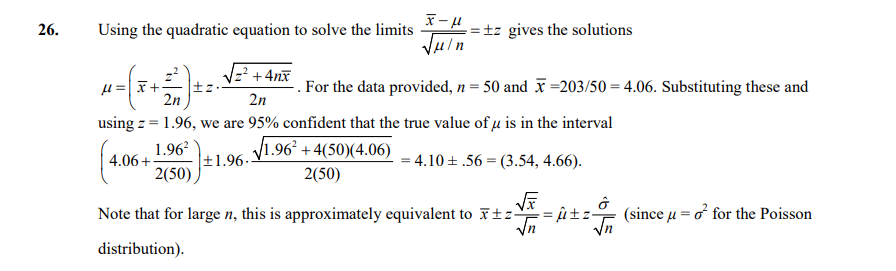 26. Using the quadratic equation to solve the limits (x̄ − μ)/√(μ / n) = ±z gives the solutions
μ = (x̄ + z²/2n) ± z · √(z² + 4nx̄)/2n . For the data provided, n = 50 and x̄ =203/50 = 4.06. Substituting these and
using z = 1.96, we are 95% confident that the true value of μ is in the interval
(4.06 + 1.96²/2(50)) ± 1.96 · √(1.96² + 4(50)(4.06))/2(50) = 4.10 ± .56 = (3.54, 4.66).
Note that for large n, this is approximately equivalent to x̄ ± z · √x̄/√n = μ̂ ± z · σ̂/√n (since μ = σ² for the Poisson
distribution).